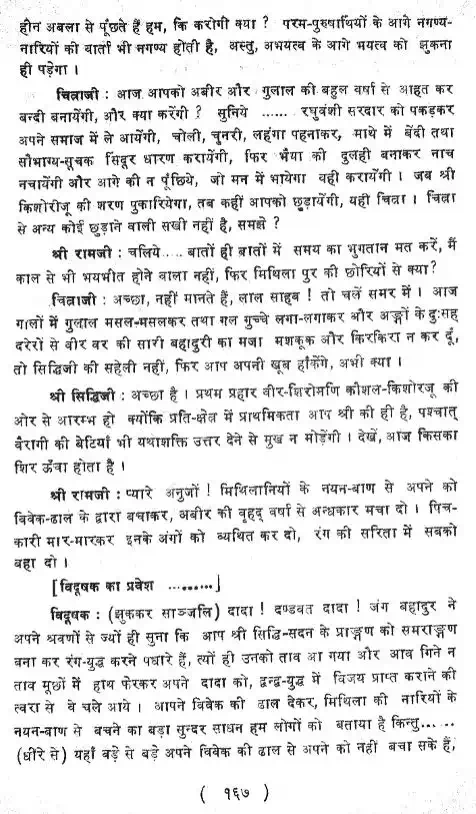 हीन अबला से पूँछते हैं हम, कि करोगी क्या ? परम-पुरुषार्थियों के आगे नगण्य-
नारियों की बार्ता भी नगण्य होती है, अस्तु, अभयत्व के आगे भयत्व को झुकना
ही पड़ेगा ।
चित्राजी : आज आपको अबीर और गुलाल की बहुल बर्षा से आहत कर
बन्दी बनायेंगी, और क्या करेंगी ? सुनिये ...... रघुवंशी सरदार को पकड़कर
अपने समाज में ले आयेंगी, चोली, चुनरी, लहंगा पहनाकर, माथे में बेंदी तथा
सौभाग्य-सूचक सिंदुर धारण करायेंगी, फिर भैया की दुलही बनाकर नाच
नचायेंगी और आगे की न पूँछिये, जो मन में भायेगा वही करायेंगी । जब श्री
किशोरीजू की शरण पुकारियेगा, तब कहीं आपको छुड़ायेंगी, यही चित्रा । चित्रा
से अन्य कोई छुड़ाने वाली सखी नहीं है, समझे ?
श्री रामजी : चलिये ..... बातों ही बातों में समय का भुगतान मत करें, मैं
काल से भी भयभीत होने वाला नहीं, फिर मिथिला पुर की छोरियों से क्या?
चित्राजी : अच्छा, नहीं मानते हैं, लाल साहब ! तो चलें समर में । आज
गालों में गुलाल मसल-मसलकर तथा गल गुच्चे लगा-लगाकर और अङ्गों के दुःसह
दरेरों से बीर वर की सारी बहादुरी का मजा मशकूक और किरकिरा न कर दूँ,
तो सिद्धिजी की सहेली नहीं, फिर आप अपनी खूब हाँकेंगे, अभी क्या ।
श्री सिद्धिजी : अच्छा है । प्रथम प्रहार वीर-शिरोमणि कौशल-किशोरजू की
ओर से आरम्भ हो क्योंकि प्रति-क्षेत्र में प्राथमिकता आप श्री की ही है, पश्चात्
वैरागी की बेटियाँ भी यथाशक्ति उत्तर देने से मुख न मोड़ेंगी । देखें, आज किसका
शिर ऊँचा होता है ।
श्री रामजी : प्यारे अनुजों ! मिथिलानियों के नयन-बाण से अपने को
विवेक-ढाल के द्वारा बचाकर, अबीर की वृहद् बर्षा से अन्धकार मचा दो । पिच-
कारी मार-मारकर इनके अंगों को व्यथित कर दो, रंग की सरिता में सबको
बहा दो ।
[विदूषक का प्रवेश .........]
विदूषक : (झुककर साञ्जलि) दादा ! दण्डवत दादा ! जंग बहादुर ने
अपने श्रवणों से ज्यों ही सुना कि आप श्री सिद्धि-सदन के प्राङ्गण को समराङ्गण
बना कर रंग-युद्ध करने पधारे हैं, त्यों ही उनको ताव आ गया और आव गिने न
ताव मूछों में हाथ फेरकर अपने दादा को, द्वन्द्व-युद्ध में विजय प्राप्त कराने की
त्वरा से वे चले आये । आपने विवेक की ढाल देकर, मिथिला की नारियों के
नयन-बाण से बचने का बड़ा सुन्दर साधन हम लोगों को बताया है किन्तु......
(धीरे से) यहाँ बड़े से बड़े अपने विवेक की ढाल से अपने को नहीं बचा सके हैं,
( १६७ )